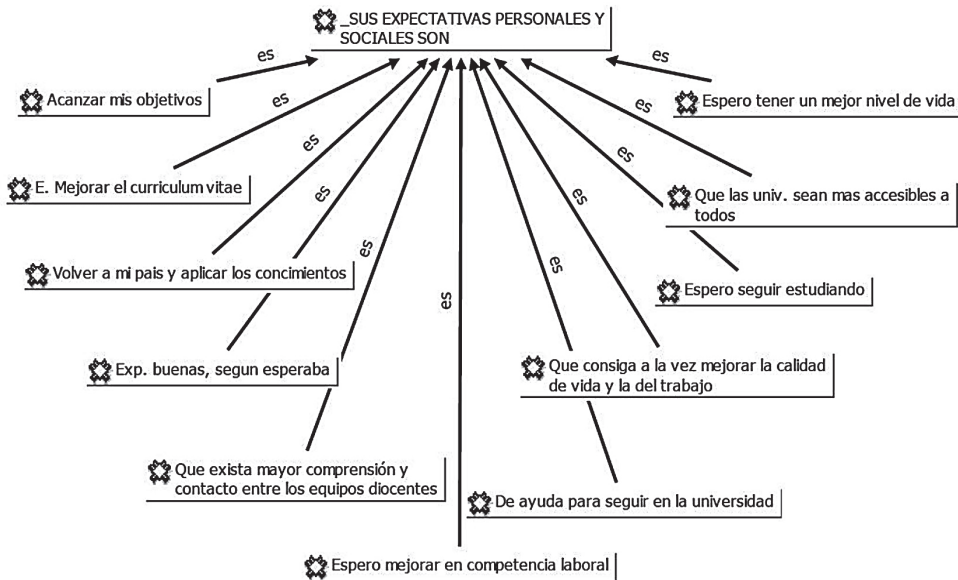 _SUS EXPECTATIVAS PERSONALES Y
SOCIALES SON
es
es
Acanzar mis objetivos
Espero tener un mejor nivel de vida
es
es
E. Mejorar el curriculum vitae
es
es
Que las univ. sean mas accesibles a
todos
es
es
Volver a mi pais y aplicar los concimientos
es
es
Espero seguir estudiando
es
Exp. buenas, segun esperaba
Que consiga a la vez mejorar la calidad
de vida y la del trabajo
Que exista mayor comprensión y
contacto entre los equipos diocentes
De ayuda para seguir en la universidad
Espero mejorar en competencia laboral